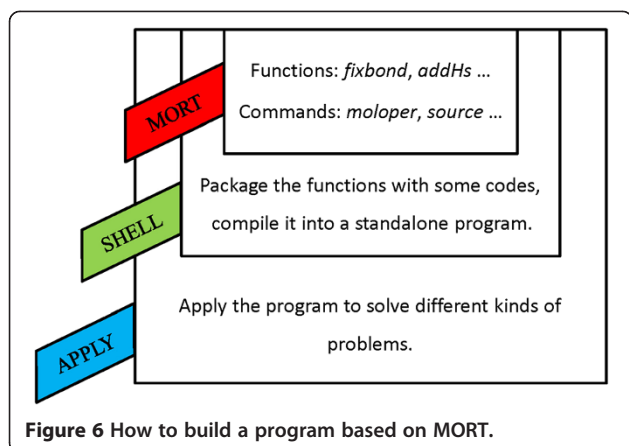 Functions: fixbond, addHs ...
MORT
Commands: moloper, source ...
Package the functions with some codes,
SHELL
compile it into a standalone program.
Apply the program to solve different kinds of
APPLY
problems.
Figure 6 How to build a program based on MORT.